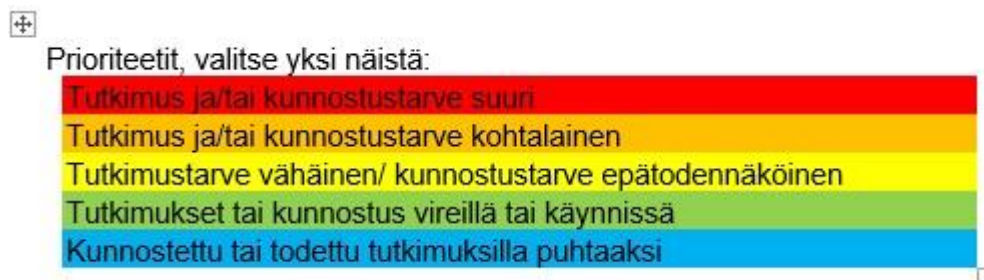 Prioriteetit, valitse yksi näistä:
Tutkimus ja/tai kunnostustarve suuri
Tutkimus ja/tai kunnostustarve kohtalainen
Tutkimustarve vähäinen/ kunnostustarve epätodennäköinen
Tutkimukset tai kunnostus vireillä tai käynnissä
Kunnostettu tai todettu tutkimuksilla puhtaaksi